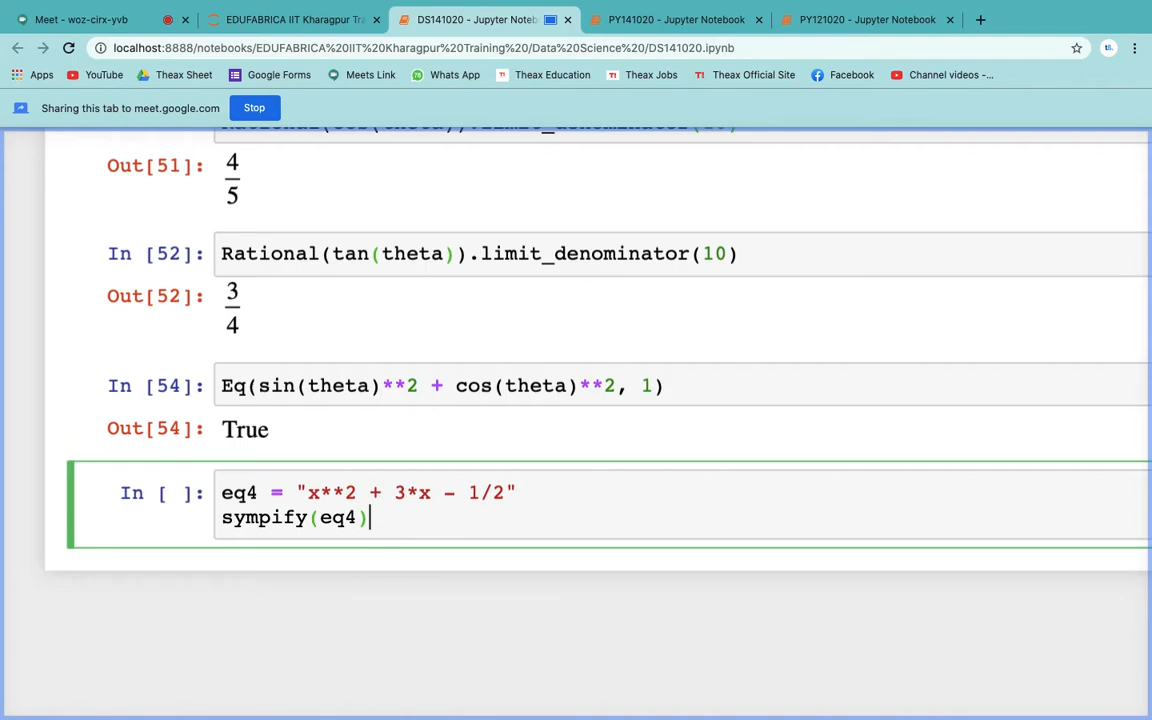 Meet - woz-cirx-yvb
EDUFABRICA IIT Kharagpur Tra
DS141020 - Jupyter Noteb
PY141020 - Jupyter Notebook
PY121020 - Jupyter Notebook
localhost:8888/notebooks/EDUFABRICA%20IIT%20Kharagpur%20Training%20/Data%20Science%20/DS141020.ipynb
Apps YouTube Theax Sheet Google Forms Meets Link Whats App Theax Education Theax Jobs Theax Official Site Facebook Channel videos -...
Sharing this tab to meet.google.com Stop
Out[51]: 4
5
In [52]: Rational(tan(theta)).limit_denominator(10)
Out[52]: 3
4
In [54]: Eq(sin(theta)**2 + cos(theta)**2, 1)
Out[54]: True
In [ ]: eq4 = "x**2 + 3*x - 1/2"
sympify(eq4)